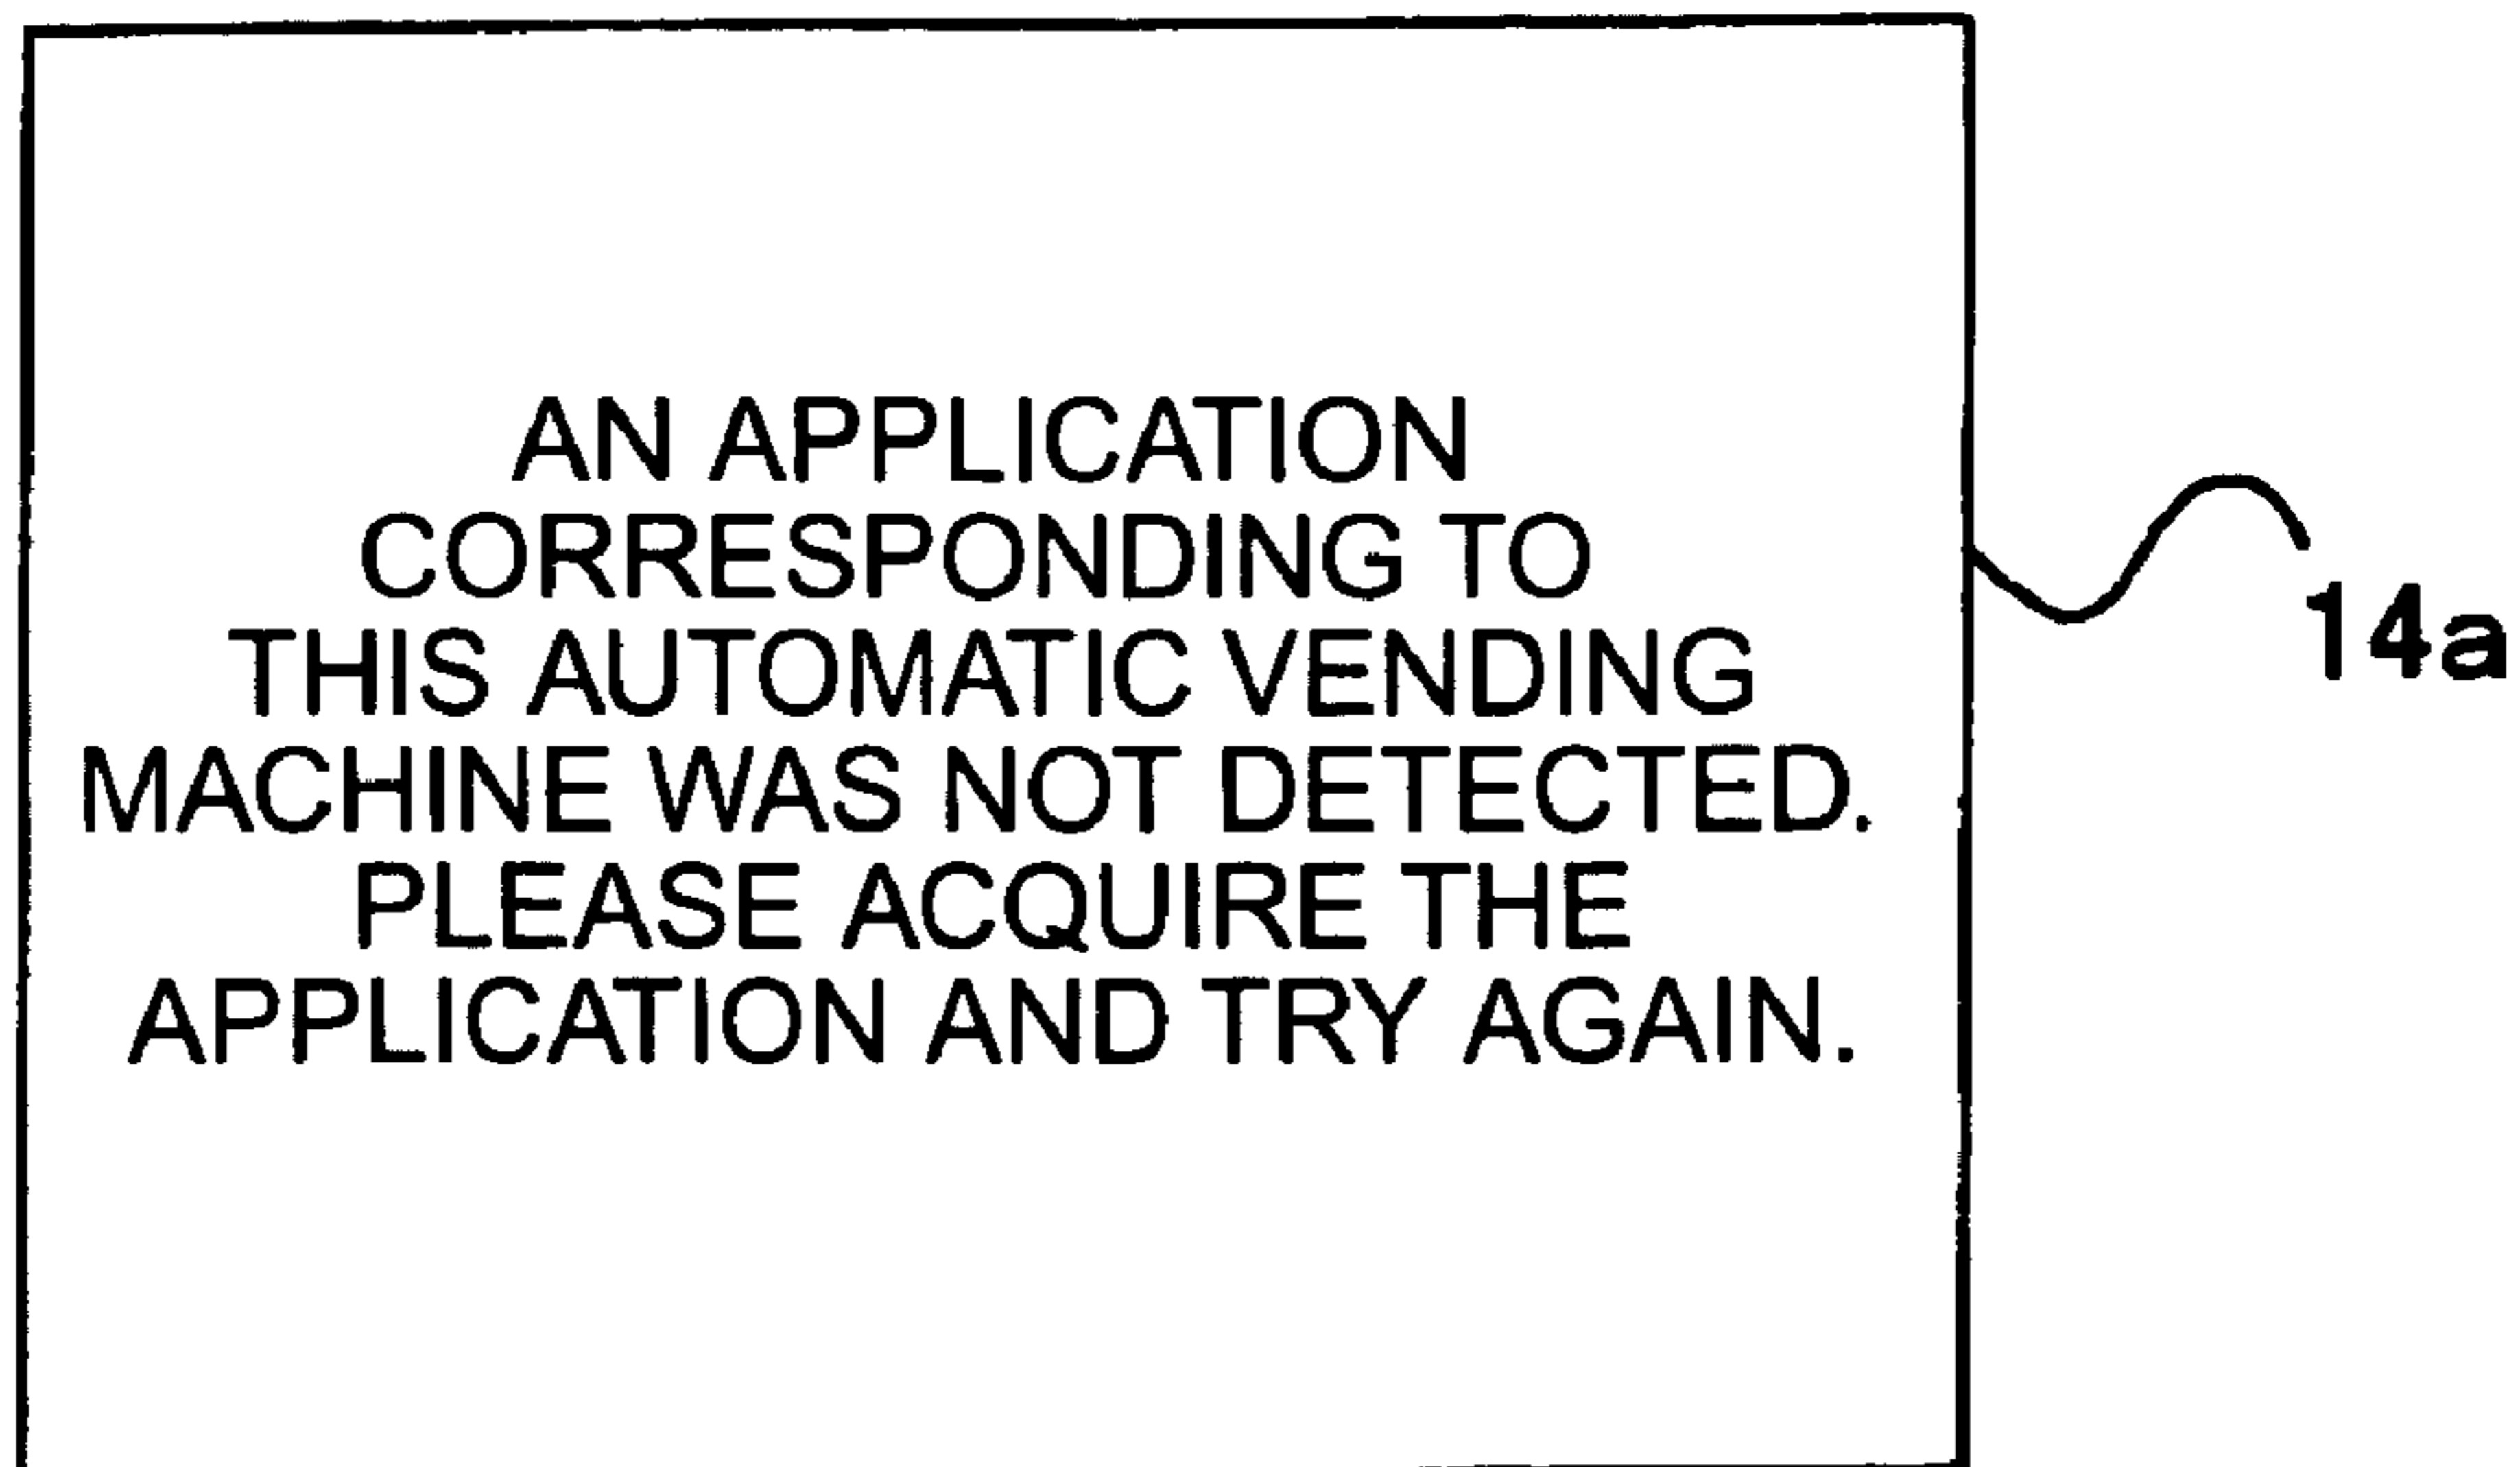 AN APPLICATION
CORRESPONDING TO
THIS AUTOMATIC VENDING
MACHINE WAS NOT DETECTED.
PLEASE ACQUIRE THE
APPLICATION AND TRY AGAIN.
14a